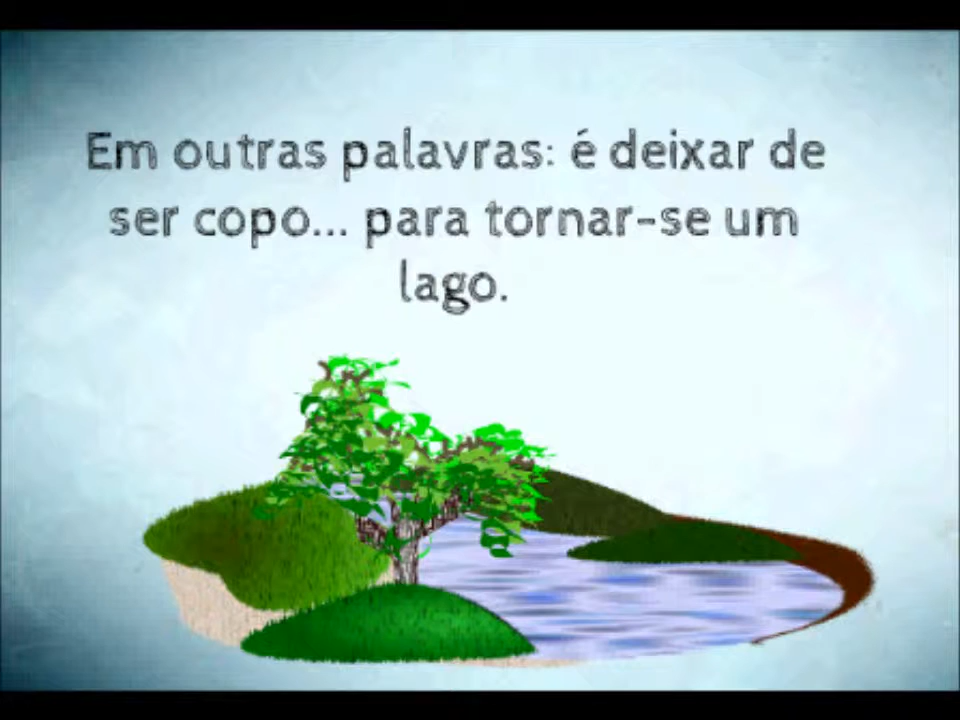 Em outras palavras: é deixar de
ser copo... para tornar-se um
lago.